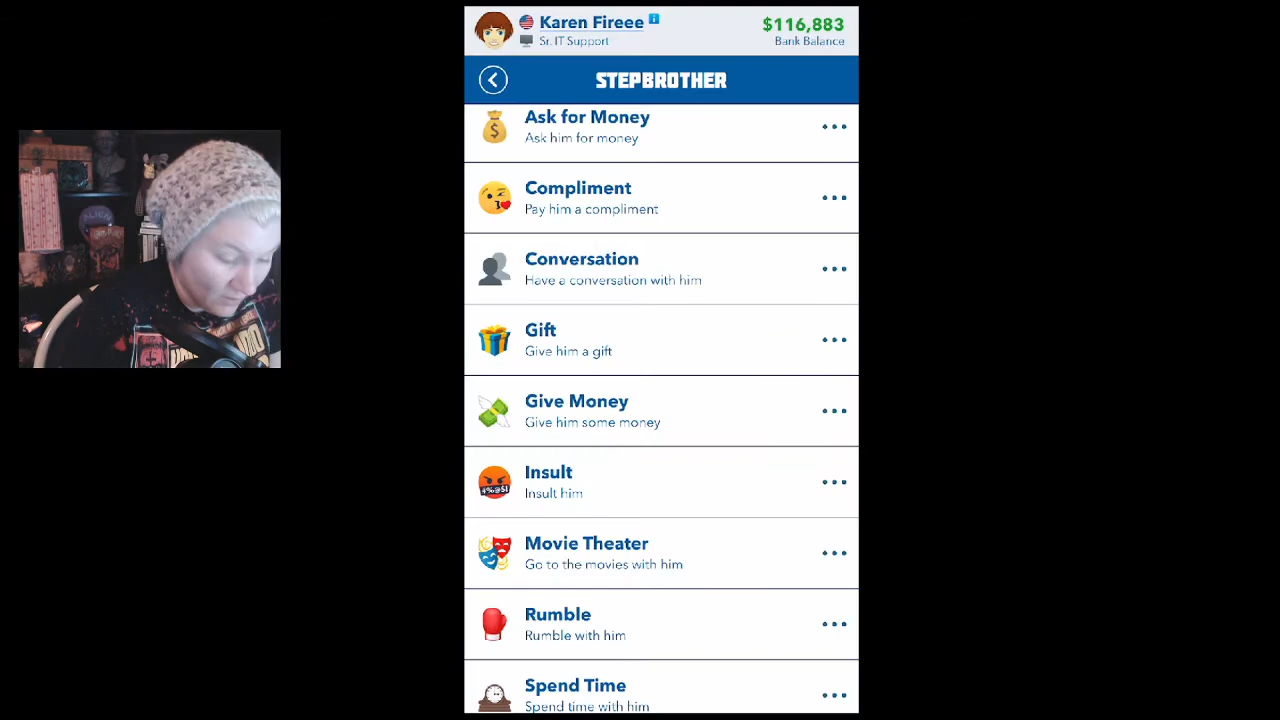 Karen Fireee
Sr. IT Support
$116,883
Bank Balance
STEPBROTHER
Ask for Money
Ask him for money
Compliment
Pay him a compliment
Conversation
Have a conversation with him
Gift
Give him a gift
Give Money
Give him some money
Insult
Insult him
Movie Theater
Go to the movies with him
Rumble
Rumble with him
Spend Time
Spend time with him